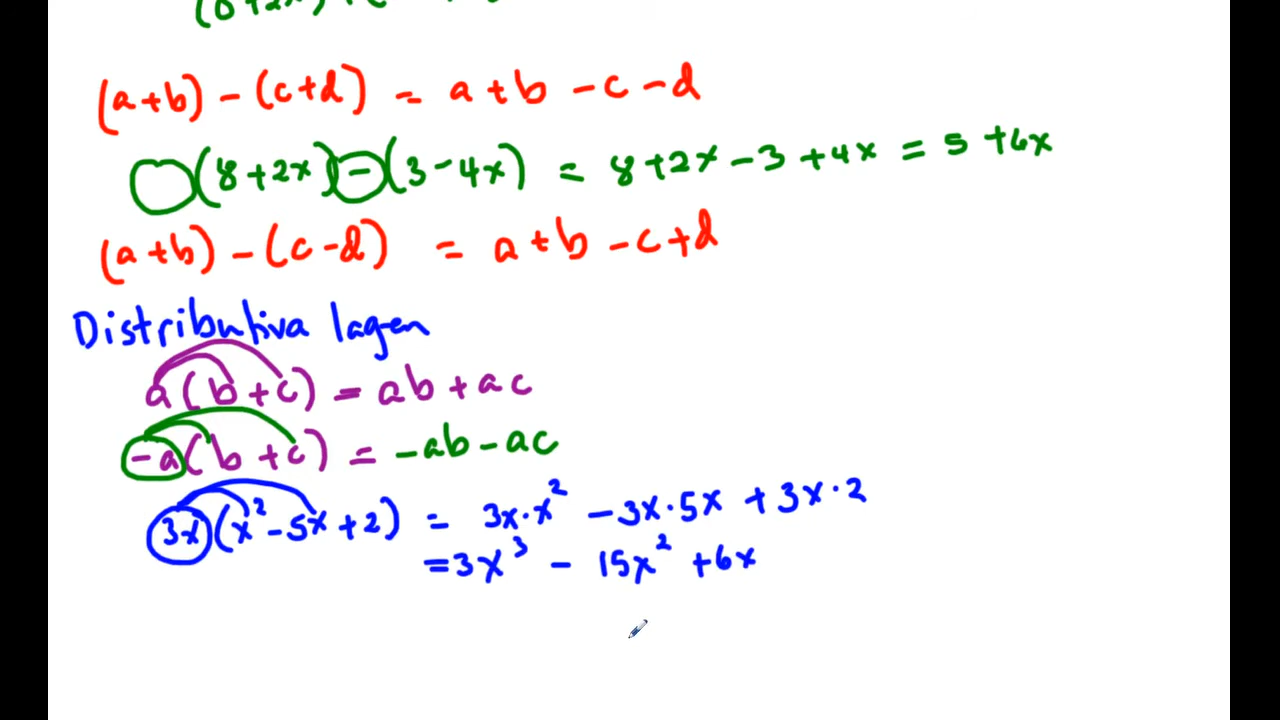 (a+b) - (c+d) = a+b - c - d
(8+2x) - (3-4x) = 8+2x - 3 + 4x = 5 + 6x
(a+b) - (c-d) = a+b - c + d
Distributiva lagen
a(b+c) = ab + ac
-a(b+c) = -ab - ac
3x(x² - 5x + 2) = 3x·x² - 3x·5x + 3x·2
= 3x³ - 15x² + 6x